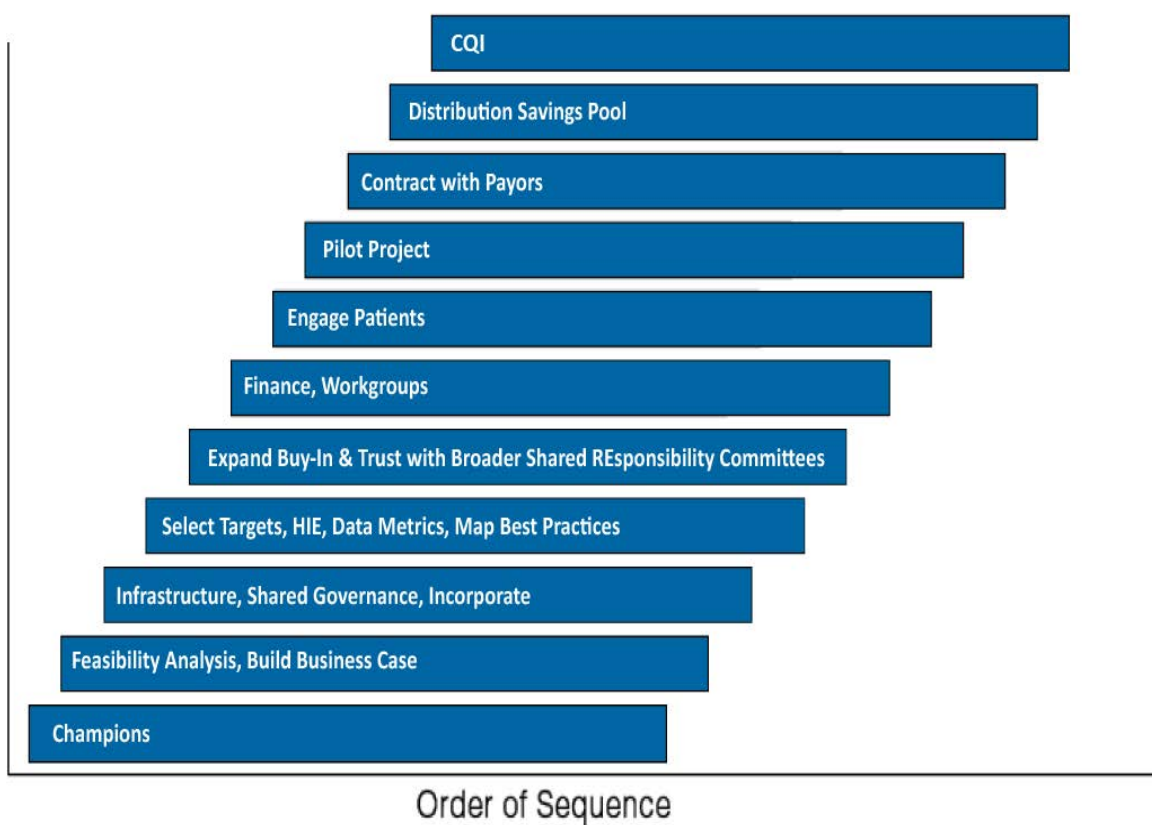 CQI
Distribution Savings Pool
Contract with Payors
Pilot Project
Engage Patients
Finance, Workgroups
Expand Buy-In & Trust with Broader Shared REsponsibility Committees
Select Targets, HIE, Data Metrics, Map Best Practices
Infrastructure, Shared Governance, Incorporate
Feasibility Analysis, Build Business Case
Champions
Order of Sequence